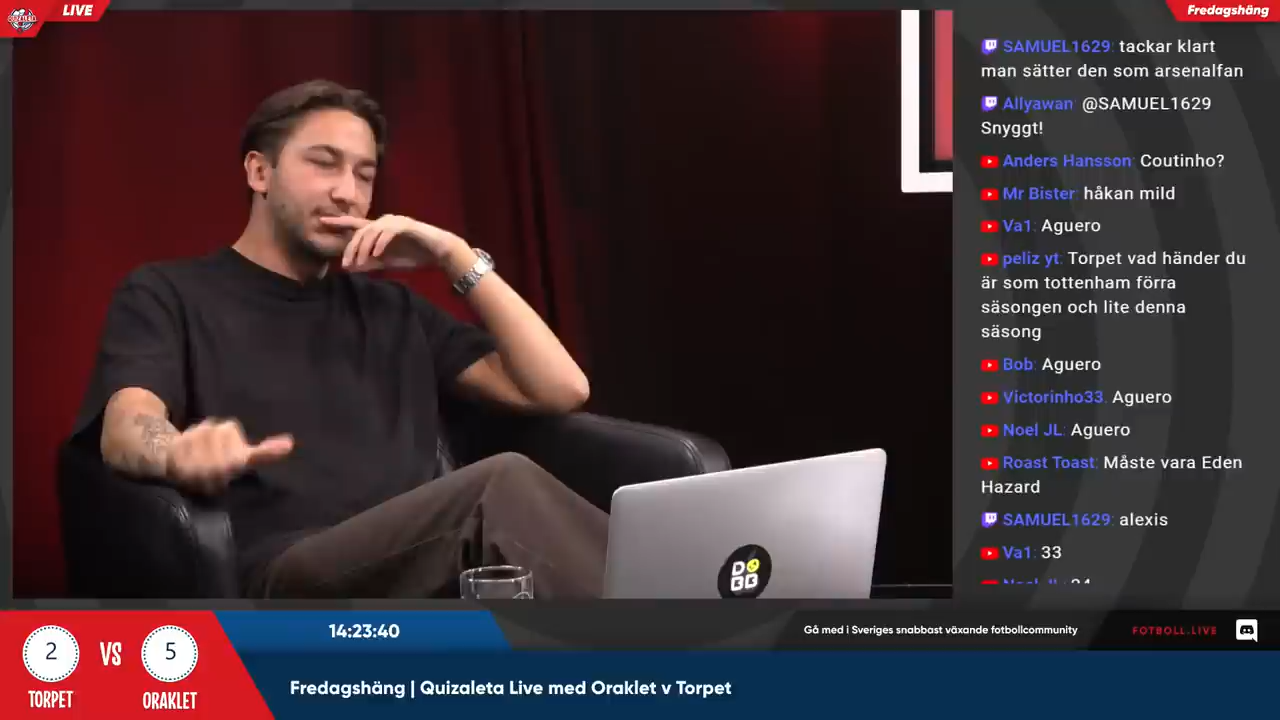 QUIZALETA
LIVE
Fredagshäng
SAMUEL1629: tackar klart
man sätter den som arsenalfan
Allyawan: @SAMUEL1629
Snyggt!
Anders Hansson: Coutinho?
Mr Bister: håkan mild
Va1: Aguero
peliz yt: Torpet vad händer du
är som tottenham förra
säsongen och lite denna
säsong
Bob: Aguero
Victorinho33: Aguero
Noel JL: Aguero
Roast Toast: Måste vara Eden
Hazard
SAMUEL1629: alexis
Va1: 33
D BB
2 VS 5
TORPET ORAKLET
14:23:40
Gå med i Sveriges snabbast växande fotbollcommunity
FOTBOLL.LIVE
Fredagshäng | Quizaleta Live med Oraklet v Torpet